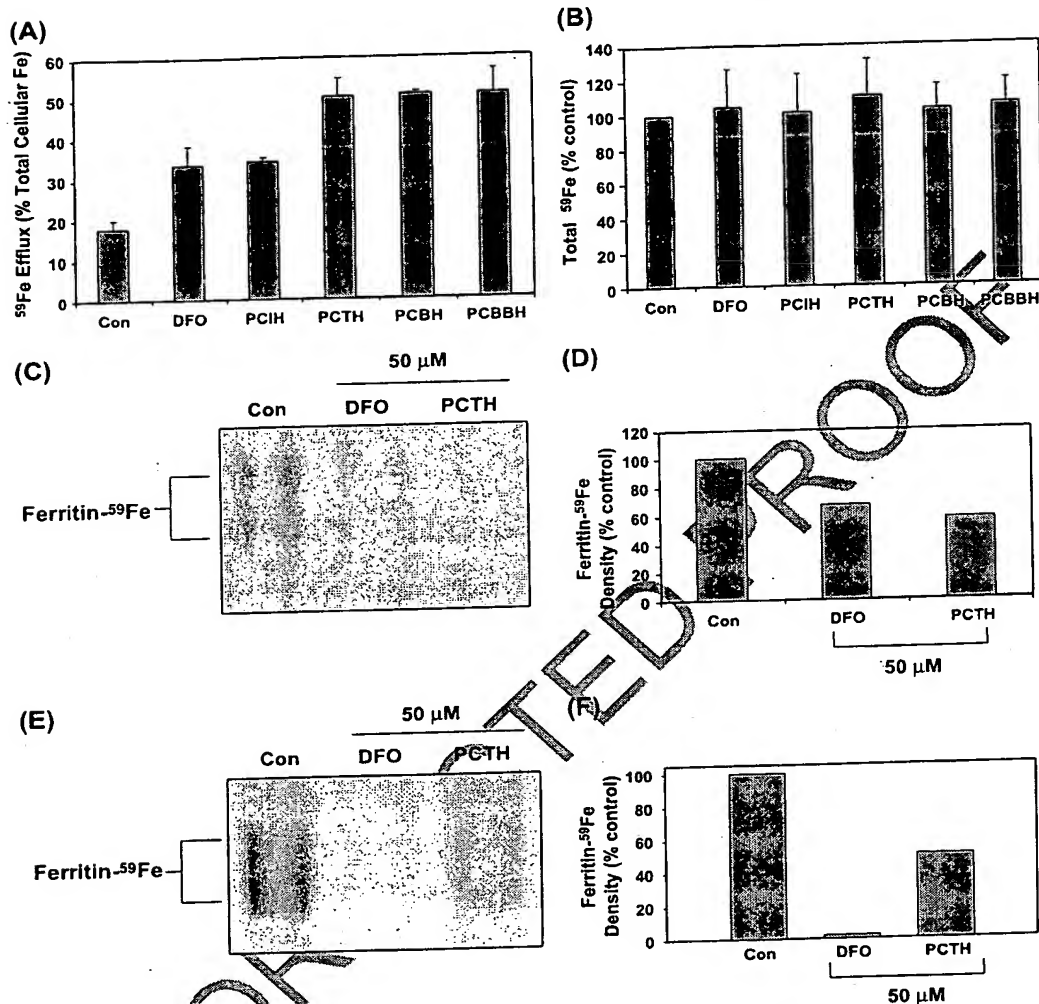 (A)
59Fe Efflux (% Total Cellular Fe)
60
50
40
30
20
10
0
Con DFO PCIH PCTH PCBH PCBBH
(B)
Total 59Fe (% control)
140
120
100
80
60
40
20
0
Con DFO PCIH PCTH PCBH PCBBH
(C)
50 μM
Con DFO PCTH
Ferritin-59Fe
(D)
Ferritin-59Fe
Density (% control)
120
100
80
60
40
20
0
Con DFO PCTH
50 μM
(E)
50 μM
Con DFO PCTH
Ferritin-59Fe
(F)
Ferritin-59Fe
Density (% control)
100
80
60
40
20
0
Con DFO PCTH
50 μM